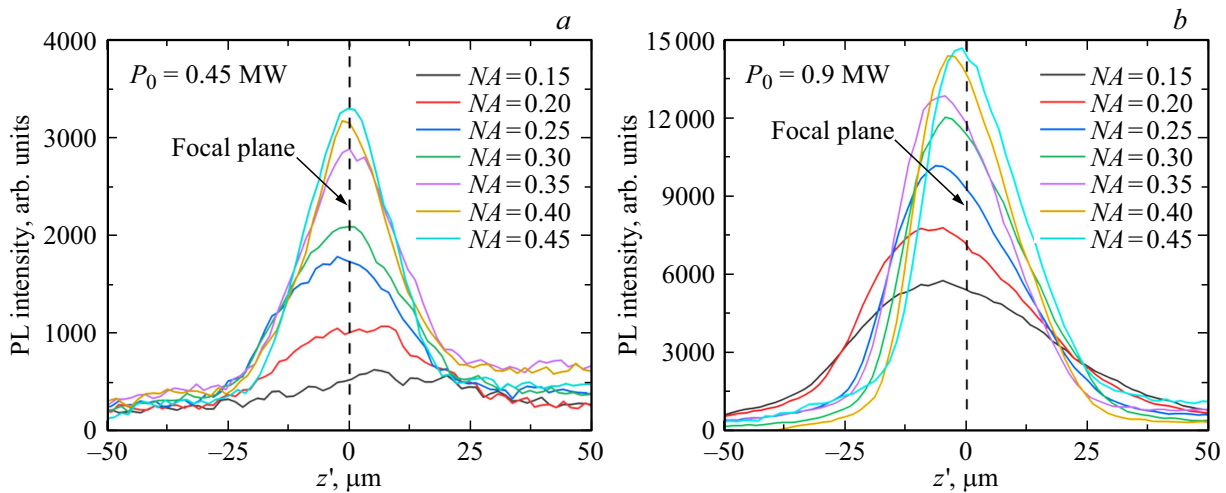 a
4000
3000
2000
1000
0
PL intensity, arb. units
P0 = 0.45 MW
Focal plane
NA = 0.15
NA = 0.20
NA = 0.25
NA = 0.30
NA = 0.35
NA = 0.40
NA = 0.45
–50 –25 0 25 50
z', μm
b
15 000
12 000
9000
6000
3000
0
PL intensity, arb. units
P0 = 0.9 MW
Focal plane
NA = 0.15
NA = 0.20
NA = 0.25
NA = 0.30
NA = 0.35
NA = 0.40
NA = 0.45
–50 –25 0 25 50
z', μm